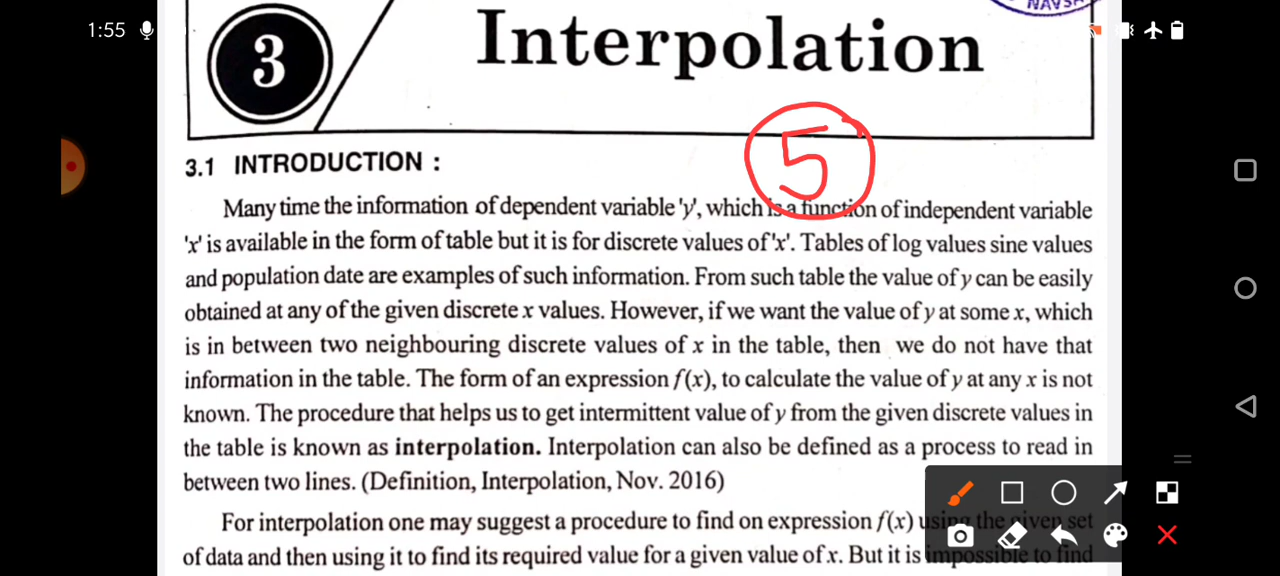 1:55
NAVSA
3
Interpolation
5
3.1 INTRODUCTION :
Many time the information of dependent variable 'y', which is a function of independent variable
'x' is available in the form of table but it is for discrete values of 'x'. Tables of log values sine values
and population date are examples of such information. From such table the value of y can be easily
obtained at any of the given discrete x values. However, if we want the value of y at some x, which
is in between two neighbouring discrete values of x in the table, then we do not have that
information in the table. The form of an expression f(x), to calculate the value of y at any x is not
known. The procedure that helps us to get intermittent value of y from the given discrete values in
the table is known as interpolation. Interpolation can also be defined as a process to read in
between two lines. (Definition, Interpolation, Nov. 2016)
For interpolation one may suggest a procedure to find on expression f(x) using the given set
of data and then using it to find its required value for a given value of x. But it is impossible to find